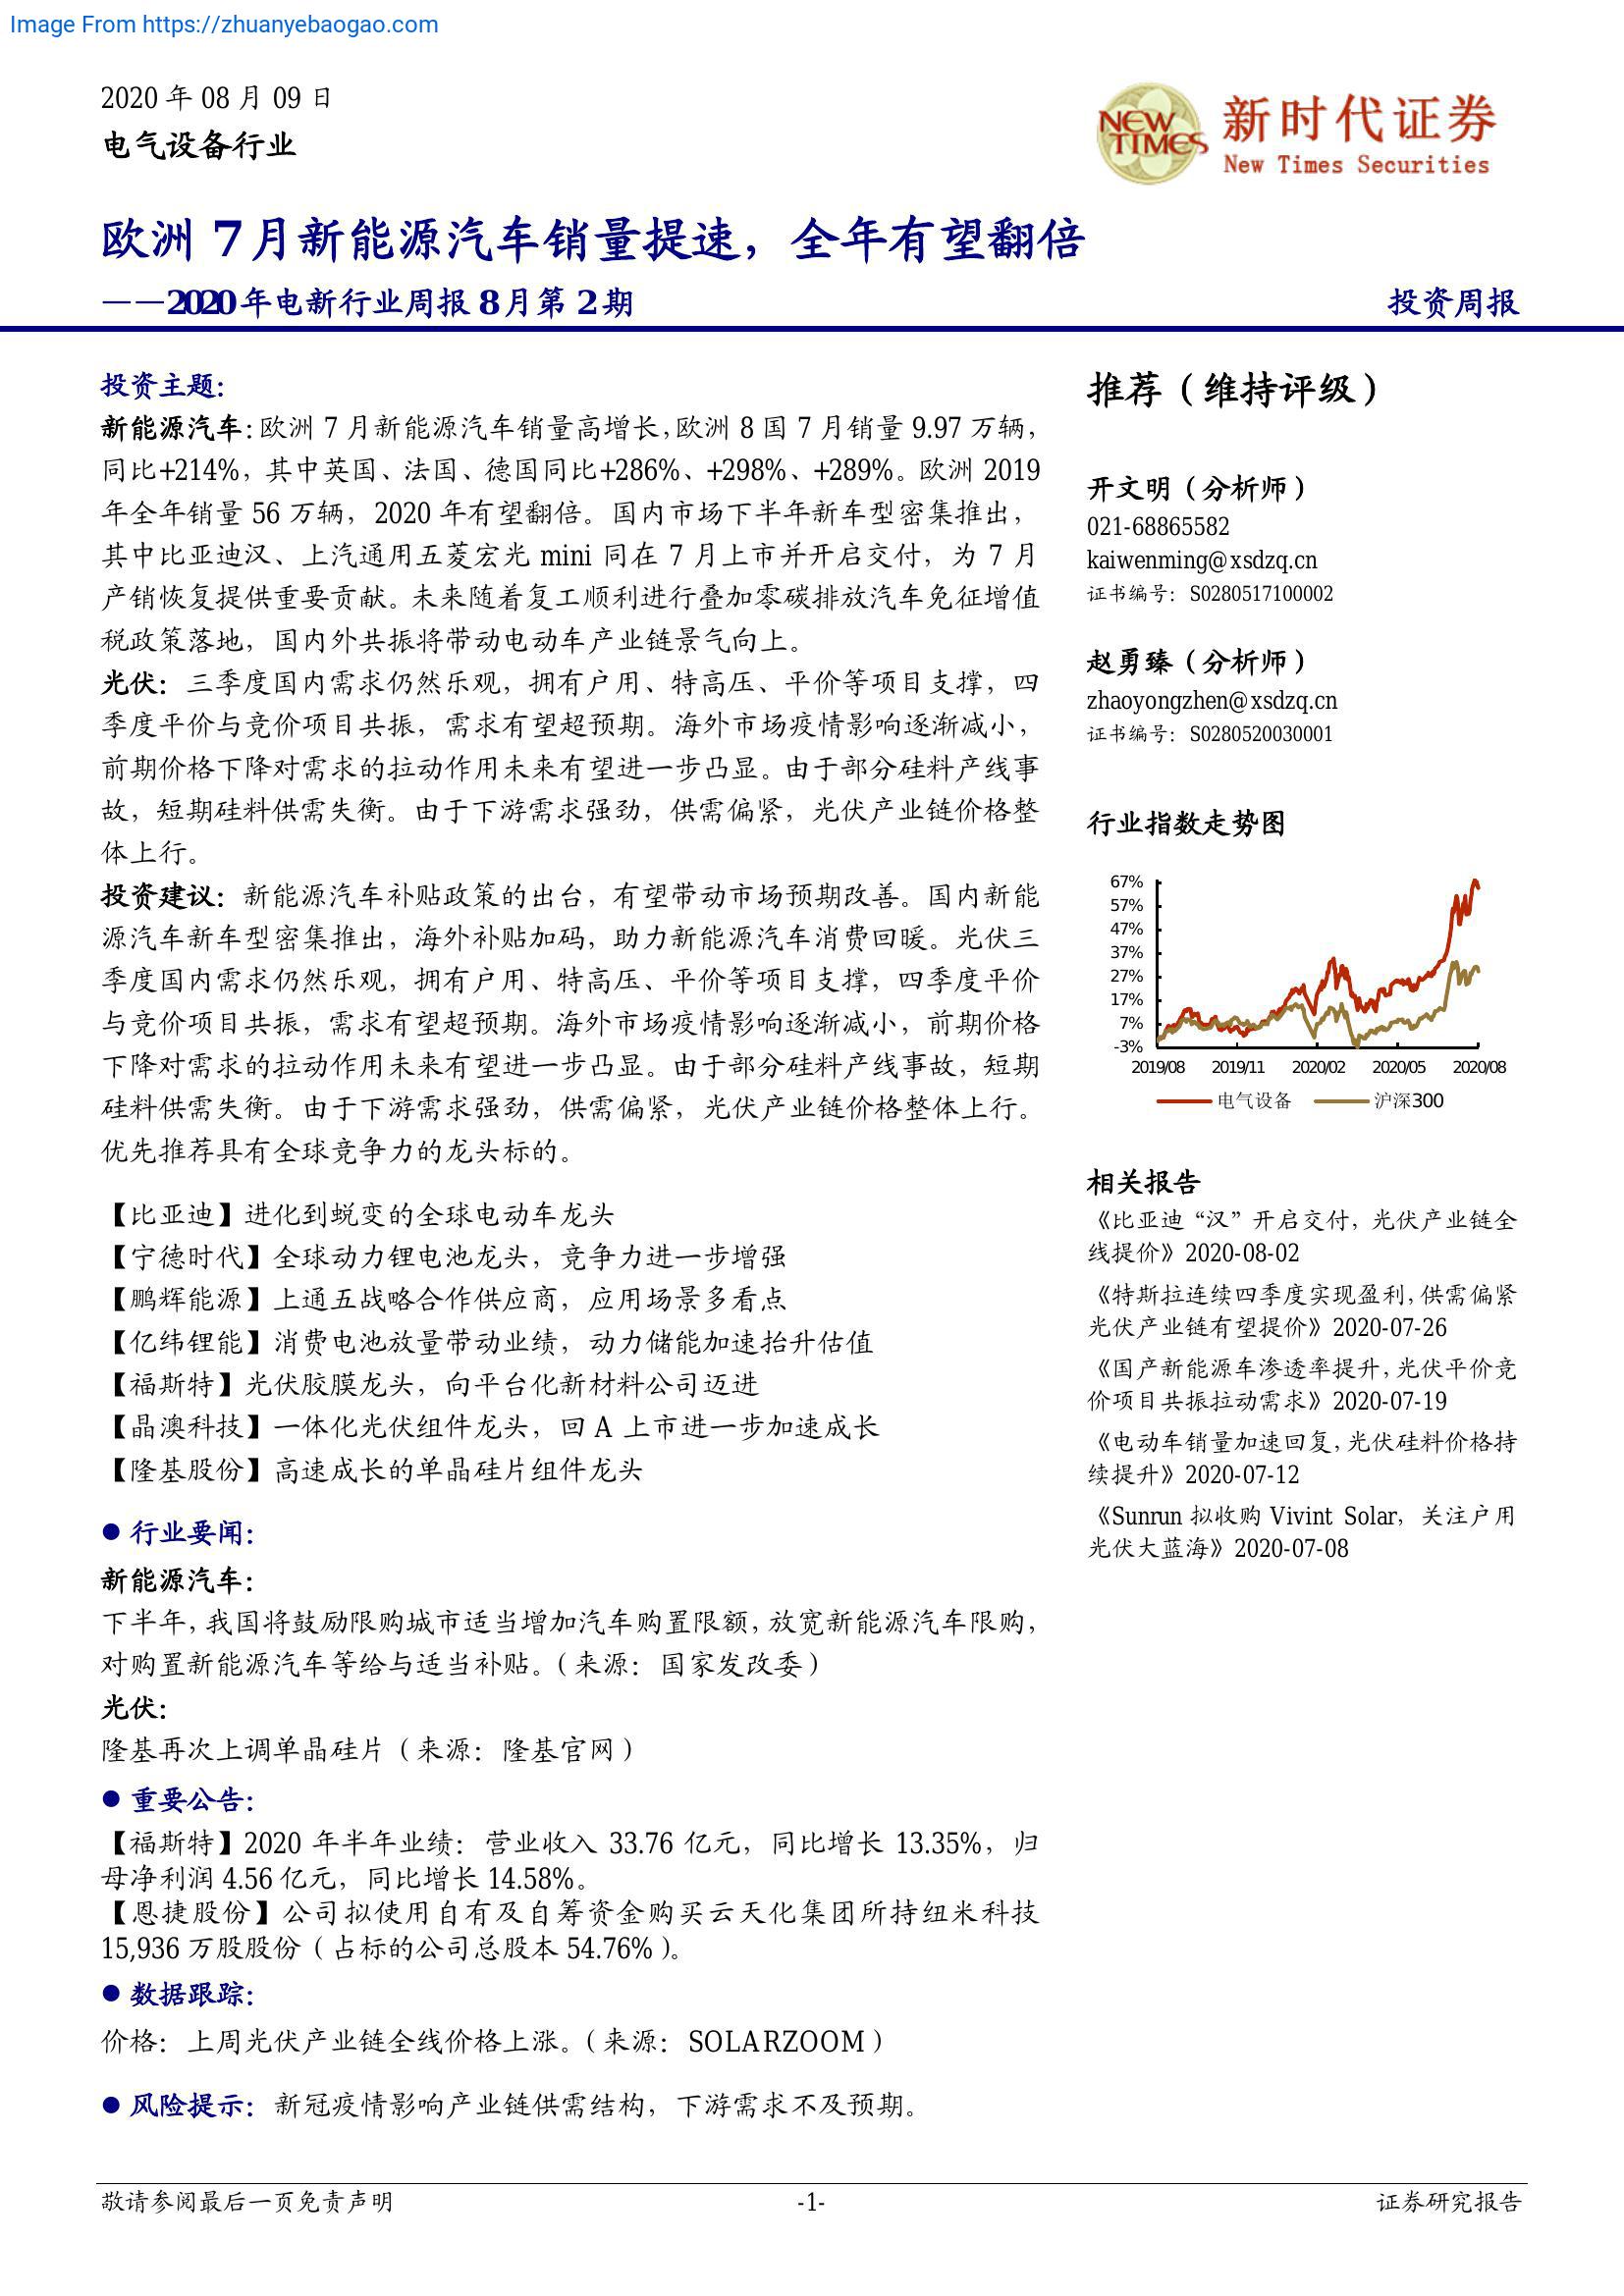 Image From https://zhuanyebaogao.com
2020 年 08 月 09 日
电气设备行业
NEW TIMES
新时代证券
New Times Securities
欧洲 7 月新能源汽车销量提速，全年有望翻倍
——2020 年电新行业周报 8 月第 2 期
投资周报
投资主题：
新能源汽车：欧洲 7 月新能源汽车销量高增长，欧洲 8 国 7 月销量 9.97 万辆，
同比+214%，其中英国、法国、德国同比+286%、+298%、+289%。欧洲 2019
年全年销量 56 万辆，2020 年有望翻倍。国内市场下半年新车型密集推出，
其中比亚迪汉、上汽通用五菱宏光 mini 同在 7 月上市并开启交付，为 7 月
产销恢复提供重要贡献。未来随着复工顺利进行叠加零碳排放汽车免征增值
税政策落地，国内外共振将带动电动车产业链景气向上。
光伏：三季度国内需求仍然乐观，拥有户用、特高压、平价等项目支撑，四
季度平价与竞价项目共振，需求有望超预期。海外市场疫情影响逐渐减小，
前期价格下降对需求的拉动作用未来有望进一步凸显。由于部分硅料产线事
故，短期硅料供需失衡。由于下游需求强劲，供需偏紧，光伏产业链价格整
体上行。
投资建议：新能源汽车补贴政策的出台，有望带动市场预期改善。国内新能
源汽车新车型密集推出，海外补贴加码，助力新能源汽车消费回暖。光伏三
季度国内需求仍然乐观，拥有户用、特高压、平价等项目支撑，四季度平价
与竞价项目共振，需求有望超预期。海外市场疫情影响逐渐减小，前期价格
下降对需求的拉动作用未来有望进一步凸显。由于部分硅料产线事故，短期
硅料供需失衡。由于下游需求强劲，供需偏紧，光伏产业链价格整体上行。
优先推荐具有全球竞争力的龙头标的。
【比亚迪】进化到蜕变的全球电动车龙头
【宁德时代】全球动力锂电池龙头，竞争力进一步增强
【鹏辉能源】上通五战略合作供应商，应用场景多看点
【亿纬锂能】消费电池放量带动业绩，动力储能加速抬升估值
【福斯特】光伏胶膜龙头，向平台化新材料公司迈进
【晶澳科技】一体化光伏组件龙头，回 A 上市进一步加速成长
【隆基股份】高速成长的单晶硅片组件龙头
● 行业要闻：
新能源汽车：
下半年，我国将鼓励限购城市适当增加汽车购置限额，放宽新能源汽车限购，
对购置新能源汽车等给与适当补贴。（来源：国家发改委）
光伏：
隆基再次上调单晶硅片（来源：隆基官网）
● 重要公告：
【福斯特】2020 年半年业绩：营业收入 33.76 亿元，同比增长 13.35%，归
母净利润 4.56 亿元，同比增长 14.58%。
【恩捷股份】公司拟使用自有及自筹资金购买云天化集团所持纽米科技
15,936 万股股份（占标的公司总股本 54.76%）。
● 数据跟踪：
价格：上周光伏产业链全线价格上涨。（来源：SOLARZOOM）
● 风险提示：新冠疫情影响产业链供需结构，下游需求不及预期。
推荐（维持评级）
开文明（分析师）
021-68865582
kaiwenming@xsdzq.cn
证书编号：S0280517100002
赵勇臻（分析师）
zhaoyongzhen@xsdzq.cn
证书编号：S0280520030001
行业指数走势图
67%
57%
47%
37%
27%
17%
7%
-3%
2019/08 2019/11 2020/02 2020/05 2020/08
电气设备 沪深300
相关报告
《比亚迪“汉”开启交付，光伏产业链全
线提价》2020-08-02
《特斯拉连续四季度实现盈利，供需偏紧
光伏产业链有望提价》2020-07-26
《国产新能源车渗透率提升，光伏平价竞
价项目共振拉动需求》2020-07-19
《电动车销量加速回复，光伏硅料价格持
续提升》2020-07-12
《Sunrun 拟收购 Vivint Solar，关注户用
光伏大蓝海》2020-07-08
敬请参阅最后一页免责声明
-1-
证券研究报告